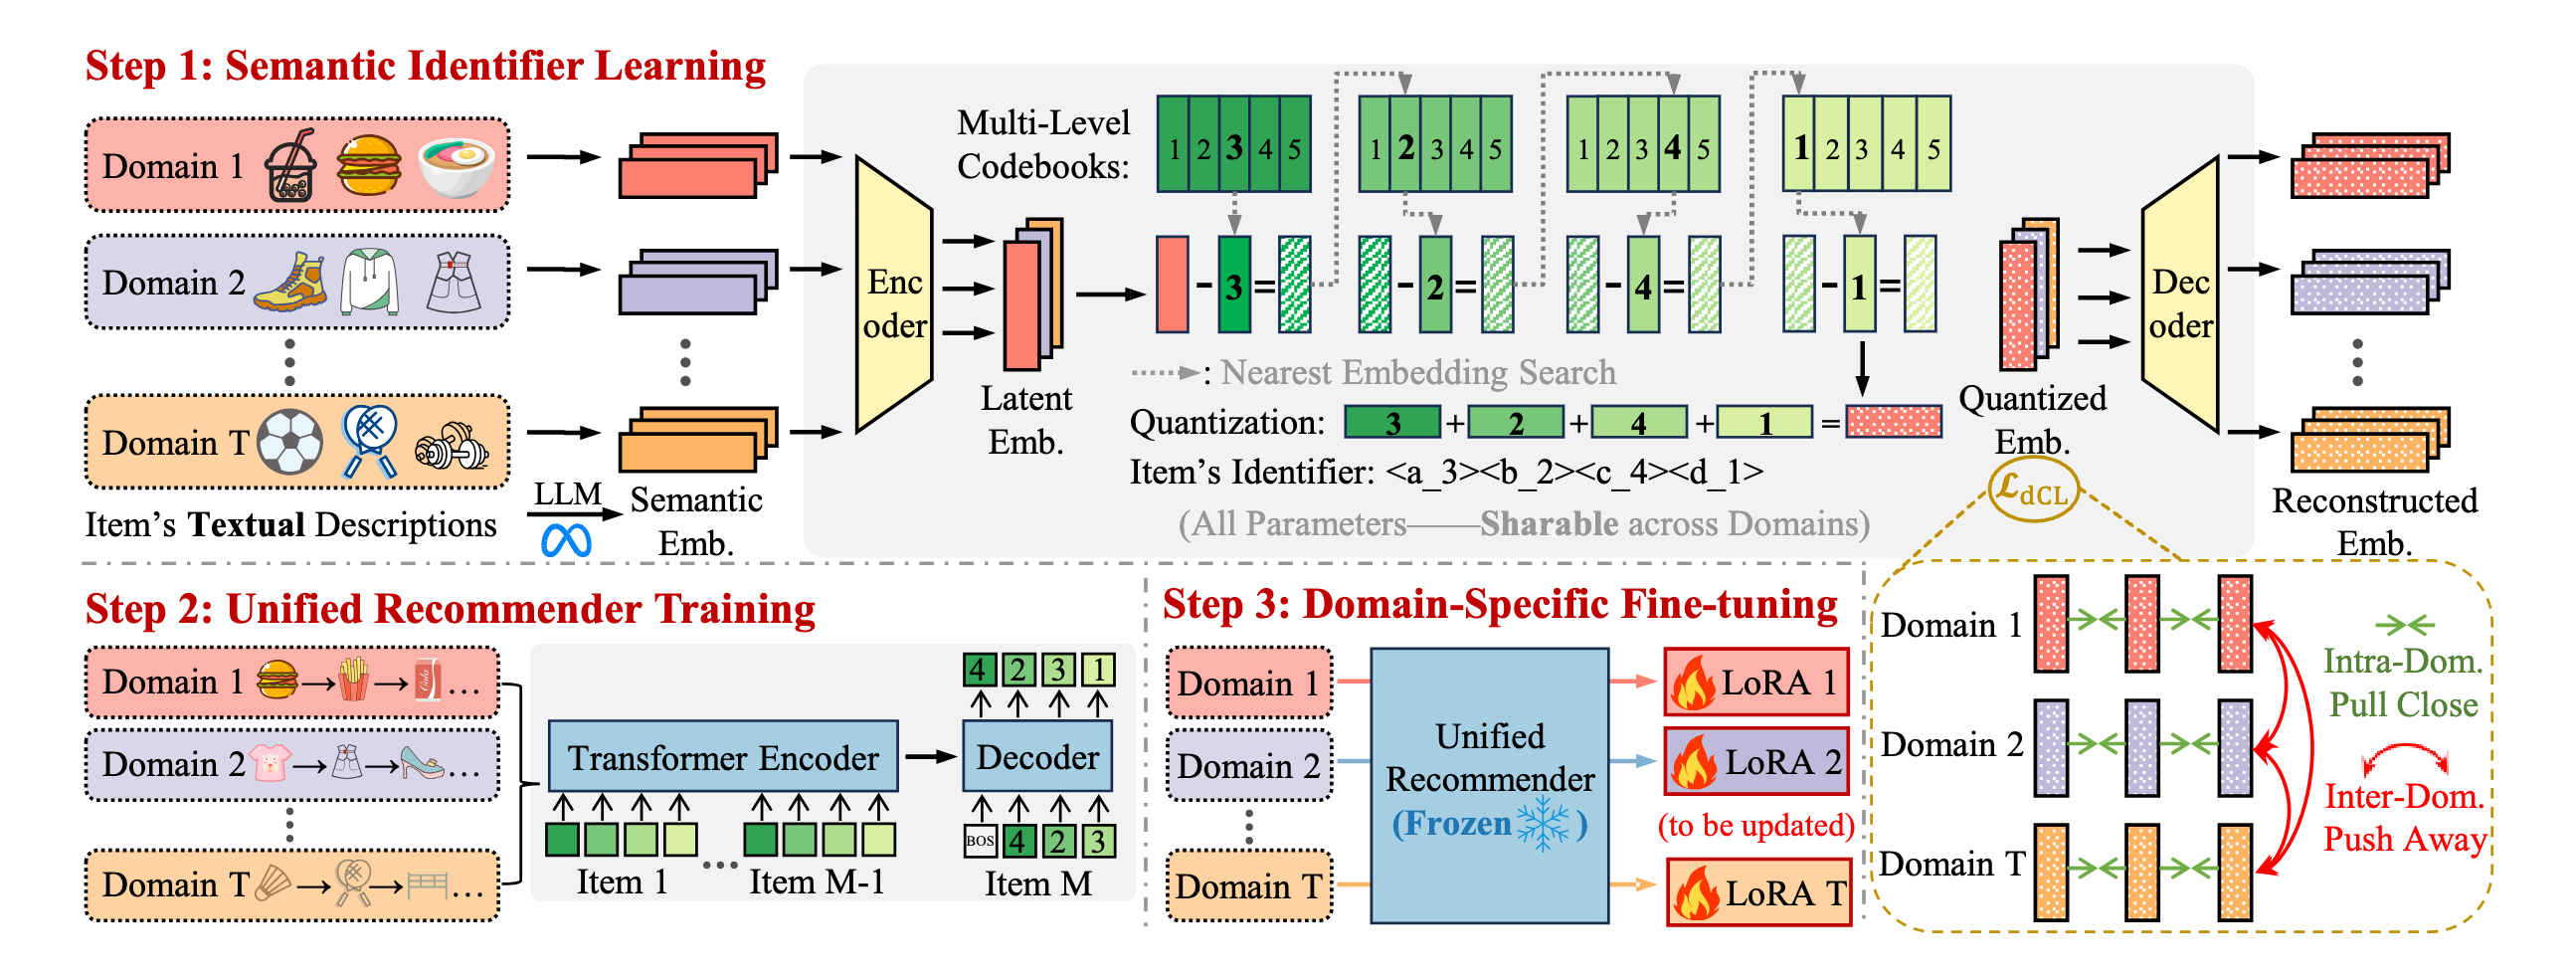 Step 1: Semantic Identifier Learning
Domain 1
Domain 2
Domain T
Item's Textual Descriptions
LLM
Semantic
Emb.
Enc
oder
Latent
Emb.
Multi-Level
Codebooks:
1 2 3 4 5
1 2 3 4 5
1 2 3 4 5
1 2 3 4 5
- 3 =
- 2 =
- 4 =
- 1 =
: Nearest Embedding Search
Quantization: 3 + 2 + 4 + 1 =
Item's Identifier: <a_3><b_2><c_4><d_1>
(All Parameters——Sharable across Domains)
Quantized
Emb.
Dec
oder
Reconstructed
Emb.
ℒdCL
Step 2: Unified Recommender Training
Domain 1 → → ...
Domain 2 → → ...
Domain T → → ...
Transformer Encoder
Item 1
...
Item M-1
4 2 3 1
Decoder
BOS 4 2 3
Item M
Step 3: Domain-Specific Fine-tuning
Domain 1
Domain 2
Domain T
Unified
Recommender
(Frozen )
LoRA 1
LoRA 2
(to be updated)
LoRA T
Domain 1
Domain 2
Domain T
Intra-Dom.
Pull Close
Inter-Dom.
Push Away